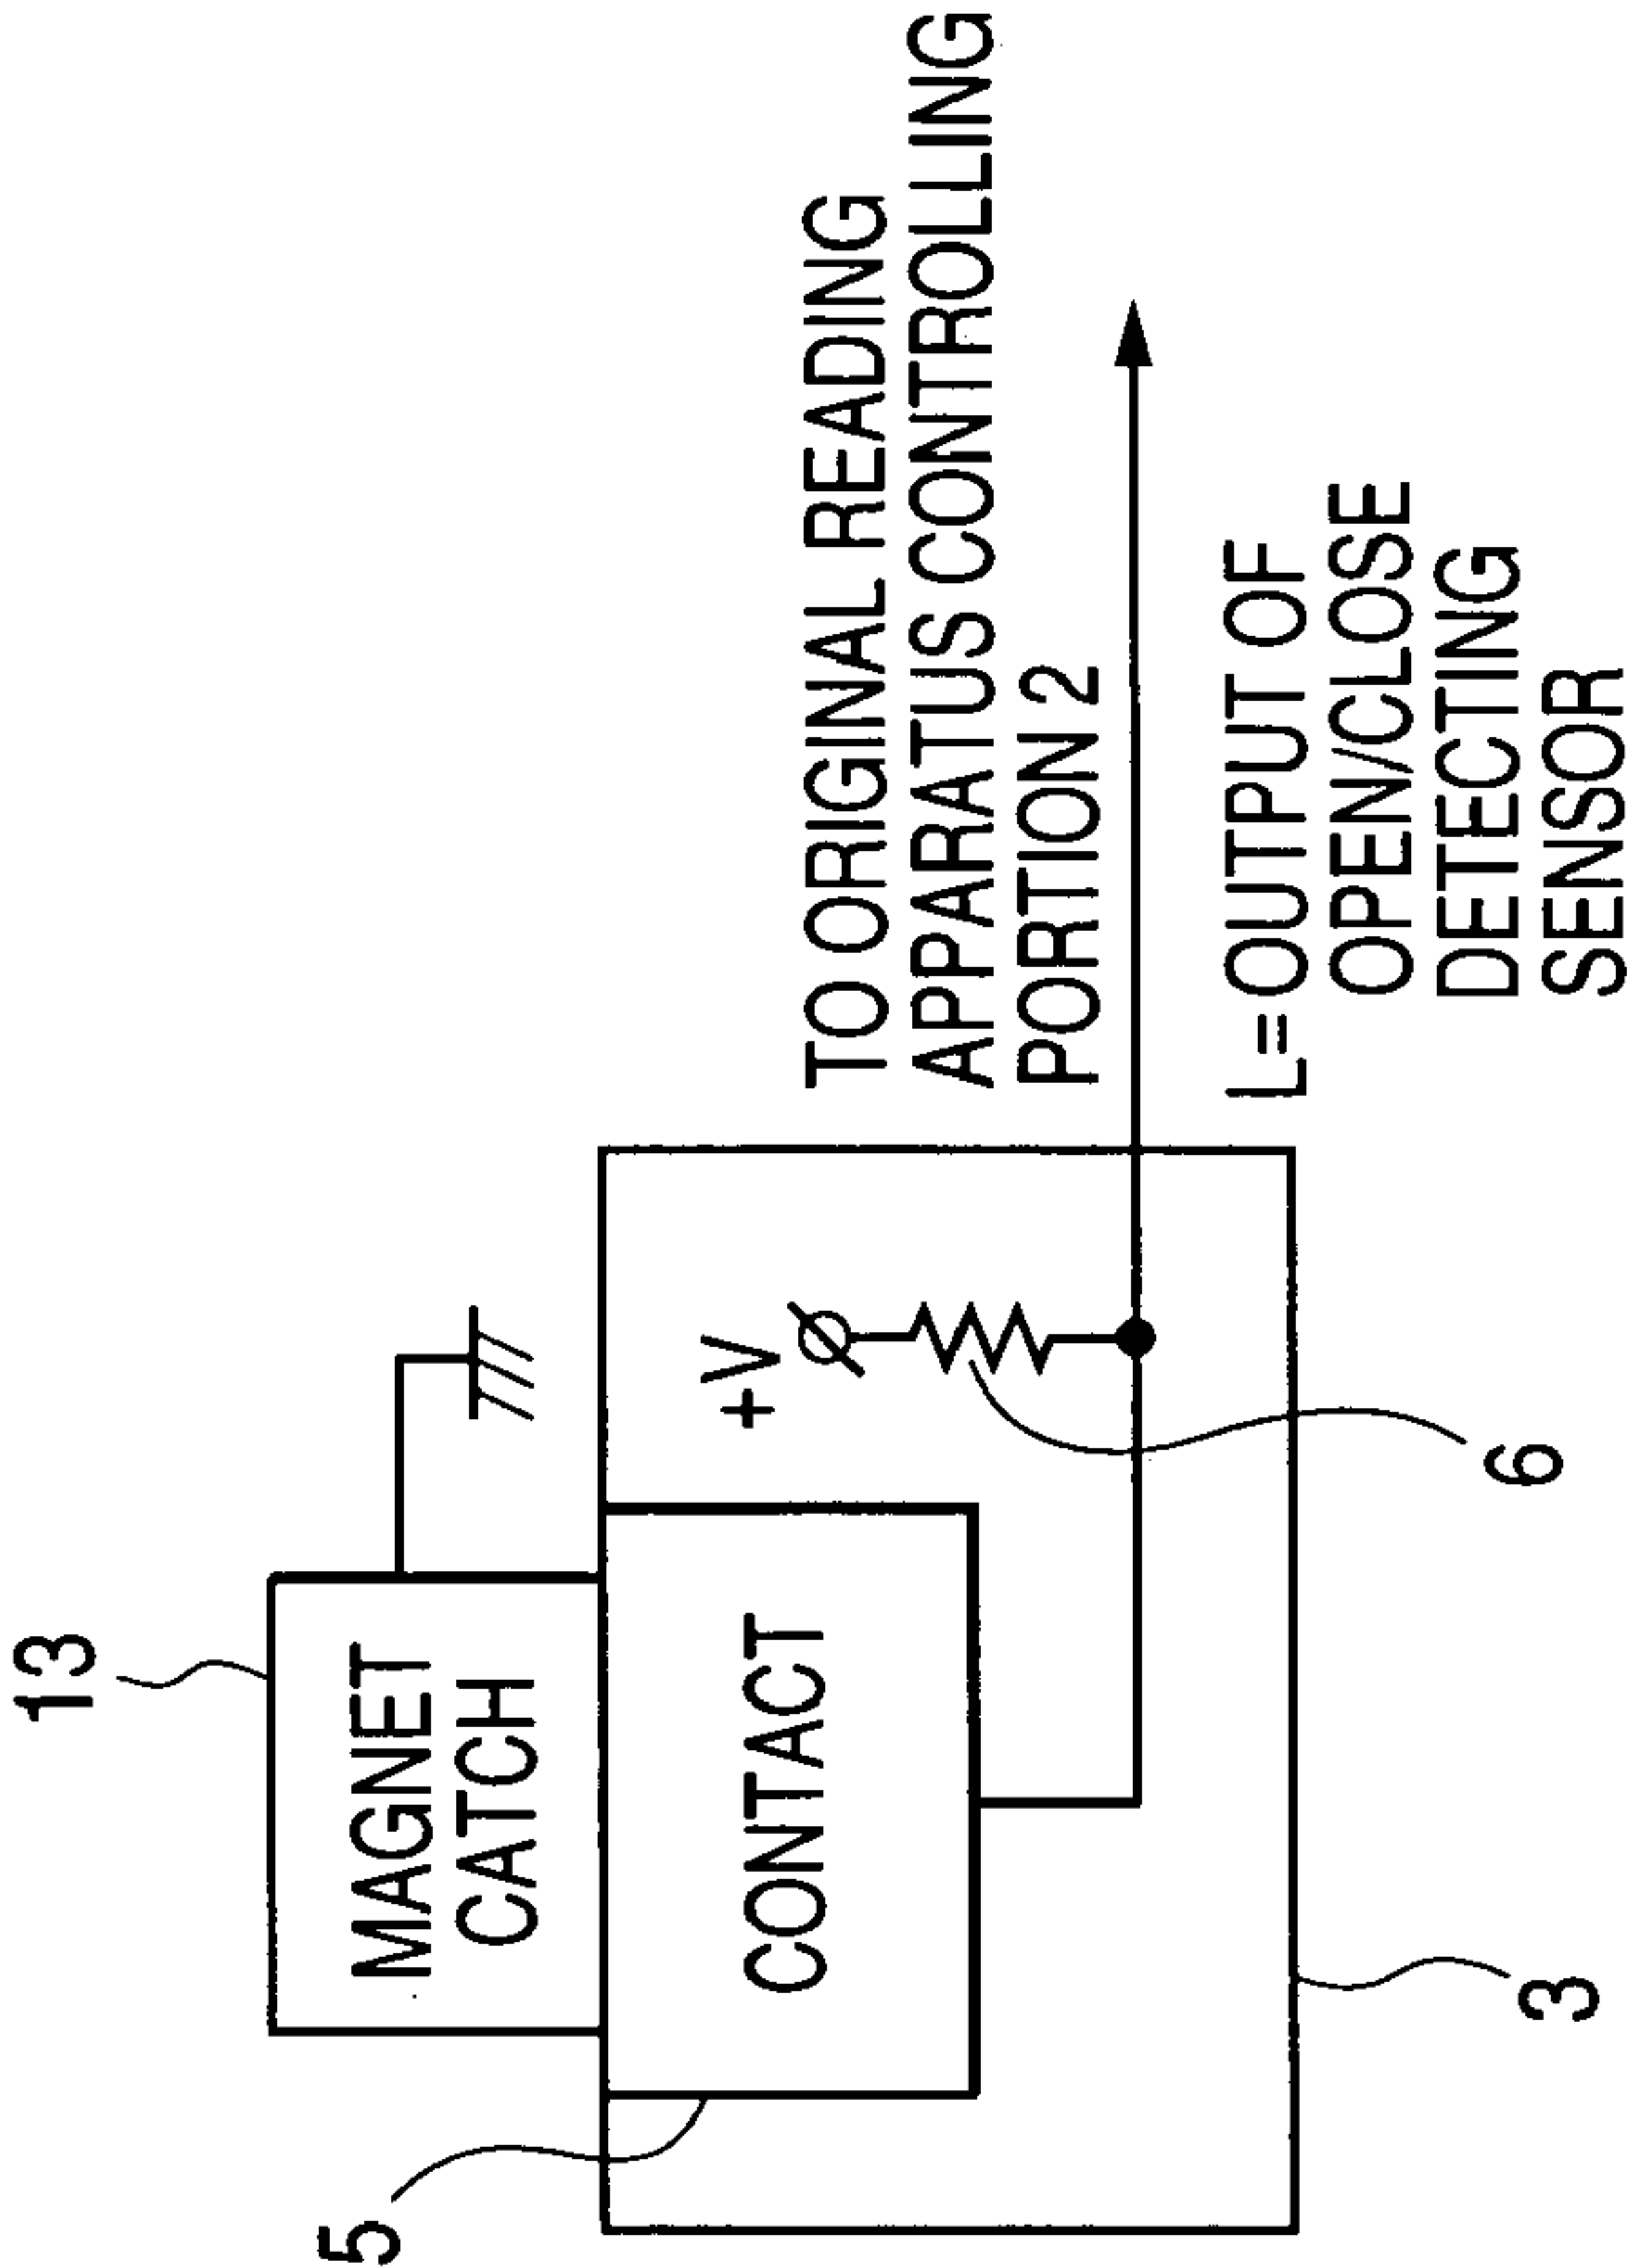 13
MAGNET
CATCH
5
CONTACT
+V
6
3
TO ORIGINAL READING
APPARATUS CONTROLLING
PORTION 2
L=OUTPUT OF
OPEN/CLOSE
DETECTING
SENSOR